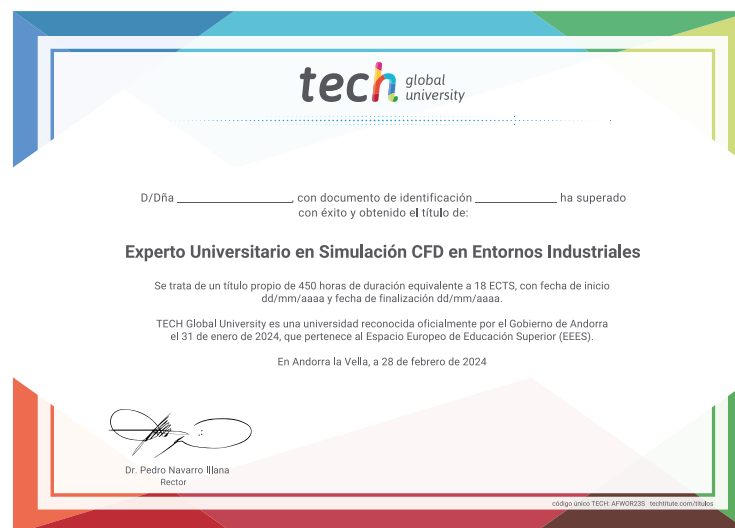 tech global university
D/Dña ____________________, con documento de identificación ______________ ha superado
con éxito y obtenido el título de:
Experto Universitario en Simulación CFD en Entornos Industriales
Se trata de un título propio de 450 horas de duración equivalente a 18 ECTS, con fecha de inicio
dd/mm/aaaa y fecha de finalización dd/mm/aaaa.
TECH Global University es una universidad reconocida oficialmente por el Gobierno de Andorra
el 31 de enero de 2024, que pertenece al Espacio Europeo de Educación Superior (EEES).
En Andorra la Vella, a 28 de febrero de 2024
Dr. Pedro Navarro Illana
Rector
código único TECH: AFWOR23S techtitute.com/títulos